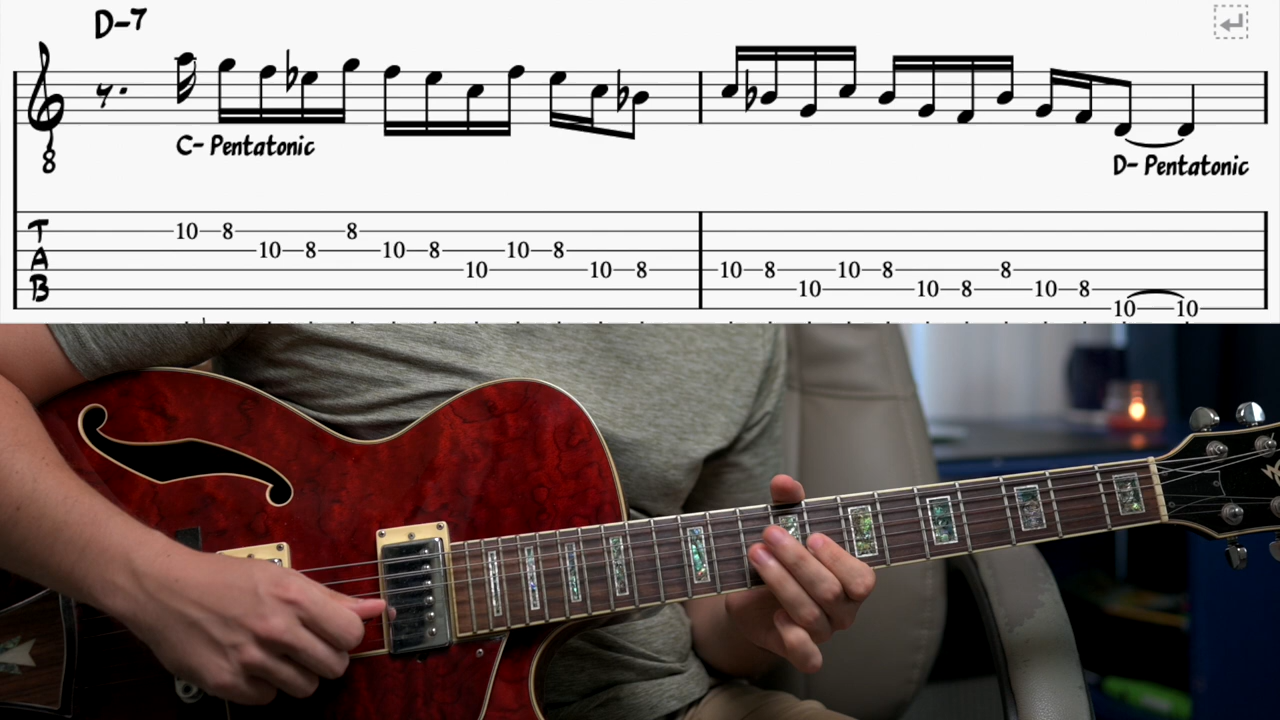 D-7
8
C- Pentatonic
D- Pentatonic
T 10 8 8
10 8 10 8 10 8
A 10 10 8 10 8 10 8 8
B 10 10 8 10 8
10 10